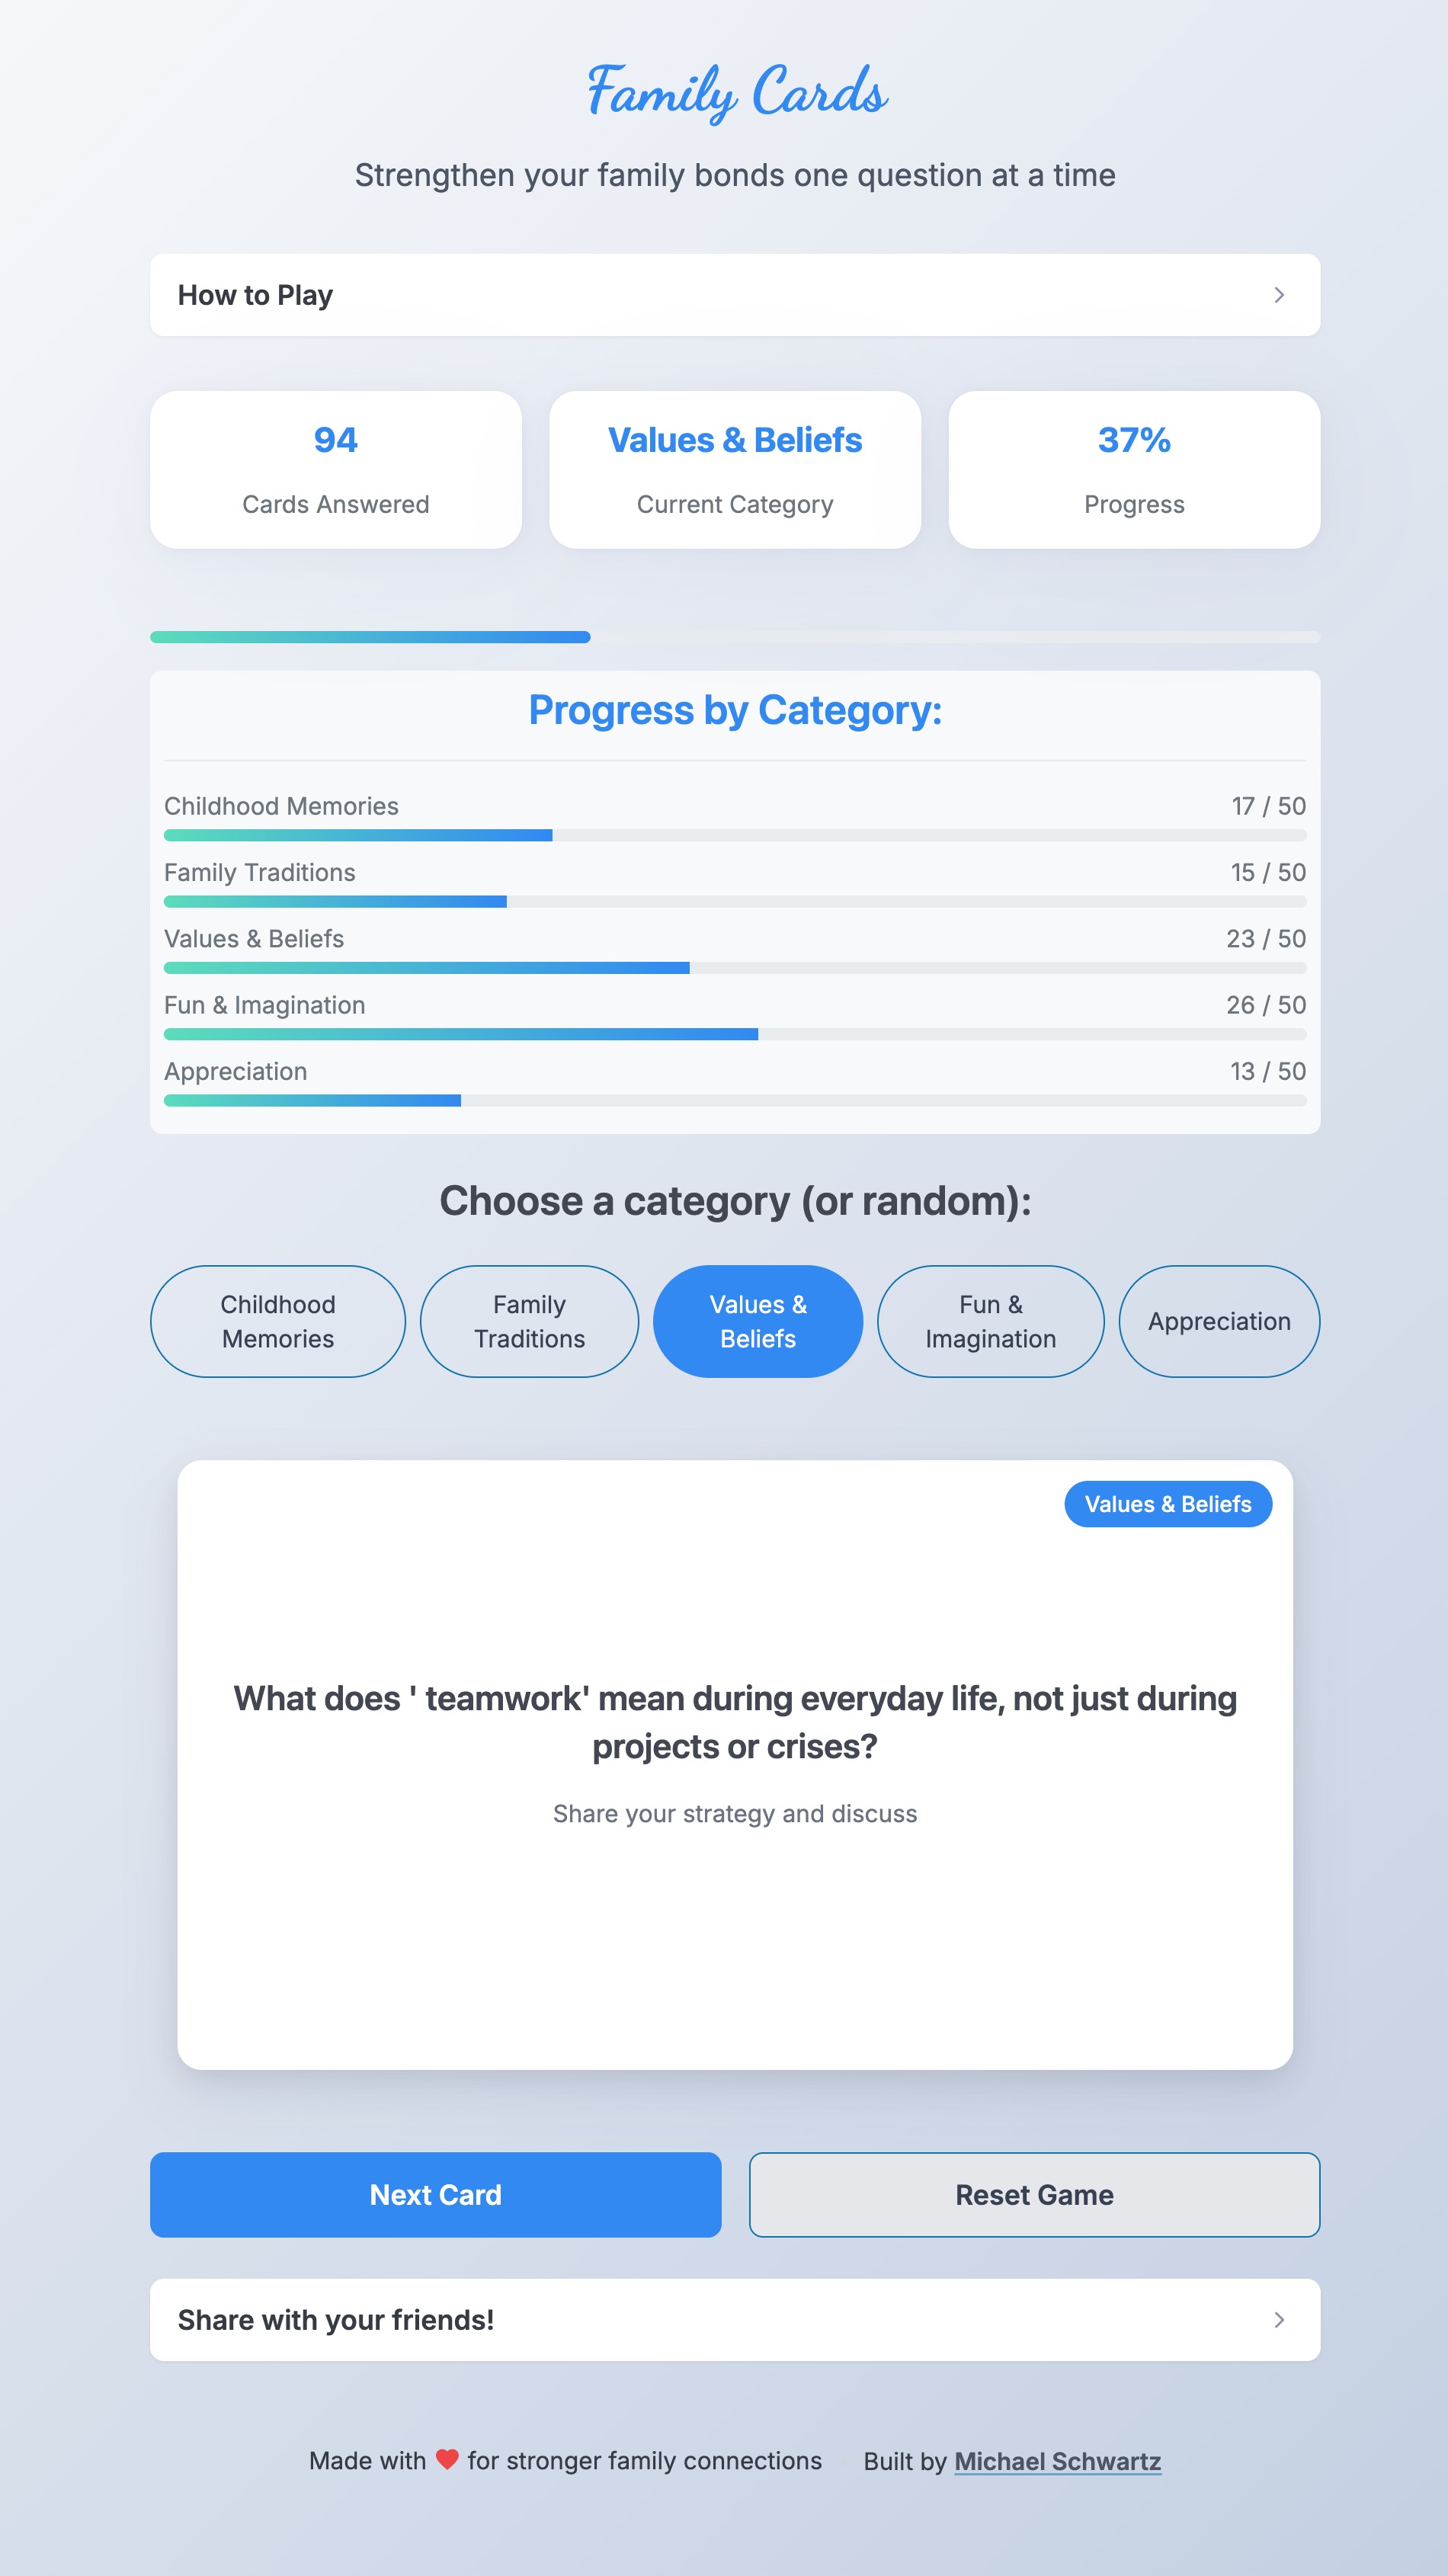 Family Cards
Strengthen your family bonds one question at a time
How to Play
94
Cards Answered
Values & Beliefs
Current Category
37%
Progress
Progress by Category:
Childhood Memories 17 / 50
Family Traditions 15 / 50
Values & Beliefs 23 / 50
Fun & Imagination 26 / 50
Appreciation 13 / 50
Choose a category (or random):
Childhood
Memories
Family
Traditions
Values &
Beliefs
Fun &
Imagination
Appreciation
Values & Beliefs
What does ' teamwork' mean during everyday life, not just during
projects or crises?
Share your strategy and discuss
Next Card
Reset Game
Share with your friends!
Made with ❤️ for stronger family connections Built by Michael Schwartz